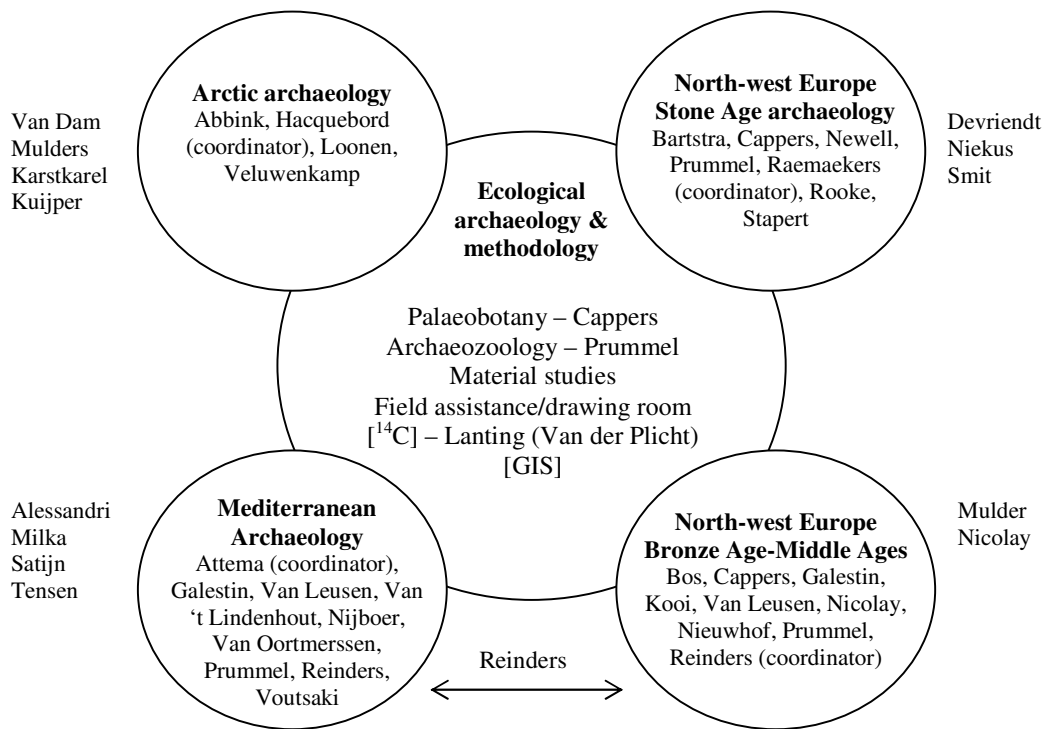 Arctic archaeology
Abbink, Hacquebord
(coordinator), Loonen,
Veluwenkamp
Van Dam
Mulders
Karstkarel
Kuijper
North-west Europe
Stone Age archaeology
Bartstra, Cappers, Newell,
Prummel, Raemaekers
(coordinator), Rooke,
Stapert
Devriendt
Niekus
Smit
Ecological
archaeology &
methodology
Palaeobotany – Cappers
Archaeozoology – Prummel
Material studies
Field assistance/drawing room
[¹⁴C] – Lanting (Van der Plicht)
[GIS]
Alessandri
Milka
Satijn
Tensen
Mediterranean
Archaeology
Attema (coordinator),
Galestin, Van Leusen, Van
‘t Lindenhout, Nijboer,
Van Oortmerssen,
Prummel, Reinders,
Voutsaki
Reinders
North-west Europe
Bronze Age-Middle Ages
Bos, Cappers, Galestin,
Kooi, Van Leusen, Nicolay,
Nieuwhof, Prummel,
Reinders (coordinator)
Mulder
Nicolay